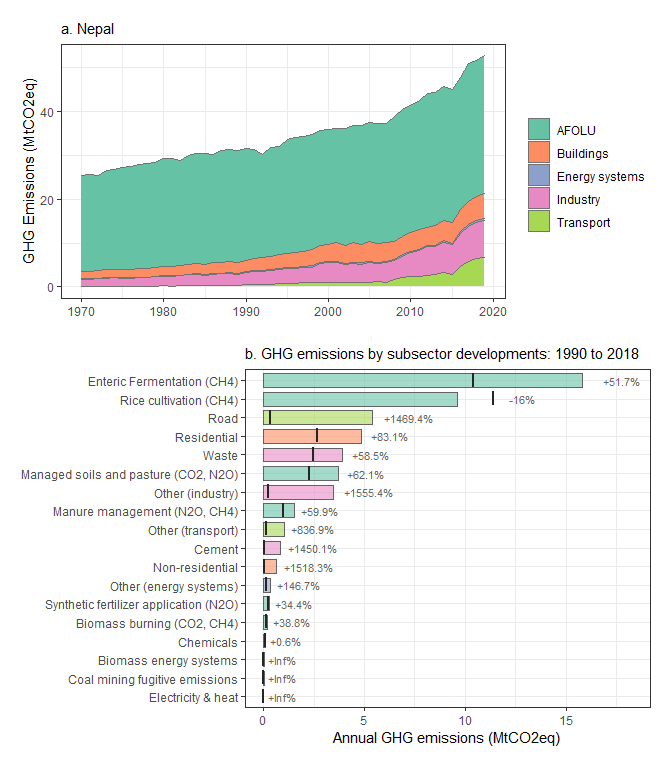 a. Nepal
GHG Emissions (MtCO2eq)
40
20
0
1970
1980
1990
2000
2010
2020
AFOLU
Buildings
Energy systems
Industry
Transport
b. GHG emissions by subsector developments: 1990 to 2018
Enteric Fermentation (CH4)
+51.7%
Rice cultivation (CH4)
-16%
Road
+1469.4%
Residential
+83.1%
Waste
+58.5%
Managed soils and pasture (CO2, N2O)
+62.1%
Other (industry)
+1555.4%
Manure management (N2O, CH4)
+59.9%
Other (transport)
+836.9%
Cement
+1450.1%
Non-residential
+1518.3%
Other (energy systems)
+146.7%
Synthetic fertilizer application (N2O)
+34.4%
Biomass burning (CO2, CH4)
+38.8%
Chemicals
+0.6%
Biomass energy systems
+Inf%
Coal mining fugitive emissions
+Inf%
Electricity & heat
+Inf%
0
5
10
15
Annual GHG emissions (MtCO2eq)